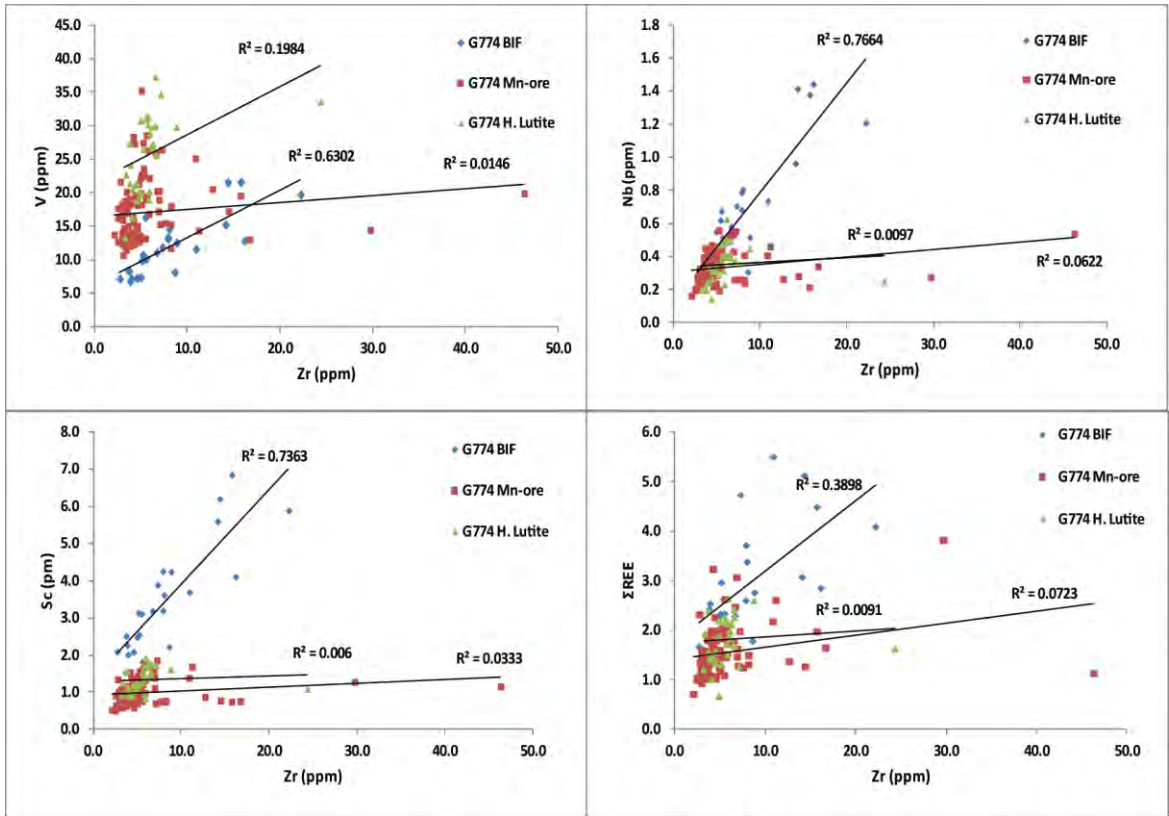 45.0
40.0
35.0
30.0
25.0
20.0
15.0
10.0
5.0
0.0
V (ppm)
R² = 0.1984
R² = 0.6302
R² = 0.0146
G774 BIF
G774 Mn-ore
G774 H. Lutite
0.0 10.0 20.0 30.0 40.0 50.0
Zr (ppm)
1.8
1.6
1.4
1.2
1.0
0.8
0.6
0.4
0.2
0.0
Nb (ppm)
R² = 0.7664
R² = 0.0097
R² = 0.0622
G774 BIF
G774 Mn-ore
G774 H. Lutite
0.0 10.0 20.0 30.0 40.0 50.0
Zr (ppm)
8.0
7.0
6.0
5.0
4.0
3.0
2.0
1.0
0.0
Sc (pm)
R² = 0.7363
R² = 0.006
R² = 0.0333
G774 BIF
G774 Mn-ore
G774 H. Lutite
0.0 10.0 20.0 30.0 40.0 50.0
Zr (ppm)
6.0
5.0
4.0
3.0
2.0
1.0
0.0
ΣREE
R² = 0.3898
R² = 0.0091
R² = 0.0723
G774 BIF
G774 Mn-ore
G774 H. Lutite
0.0 10.0 20.0 30.0 40.0 50.0
Zr (ppm)